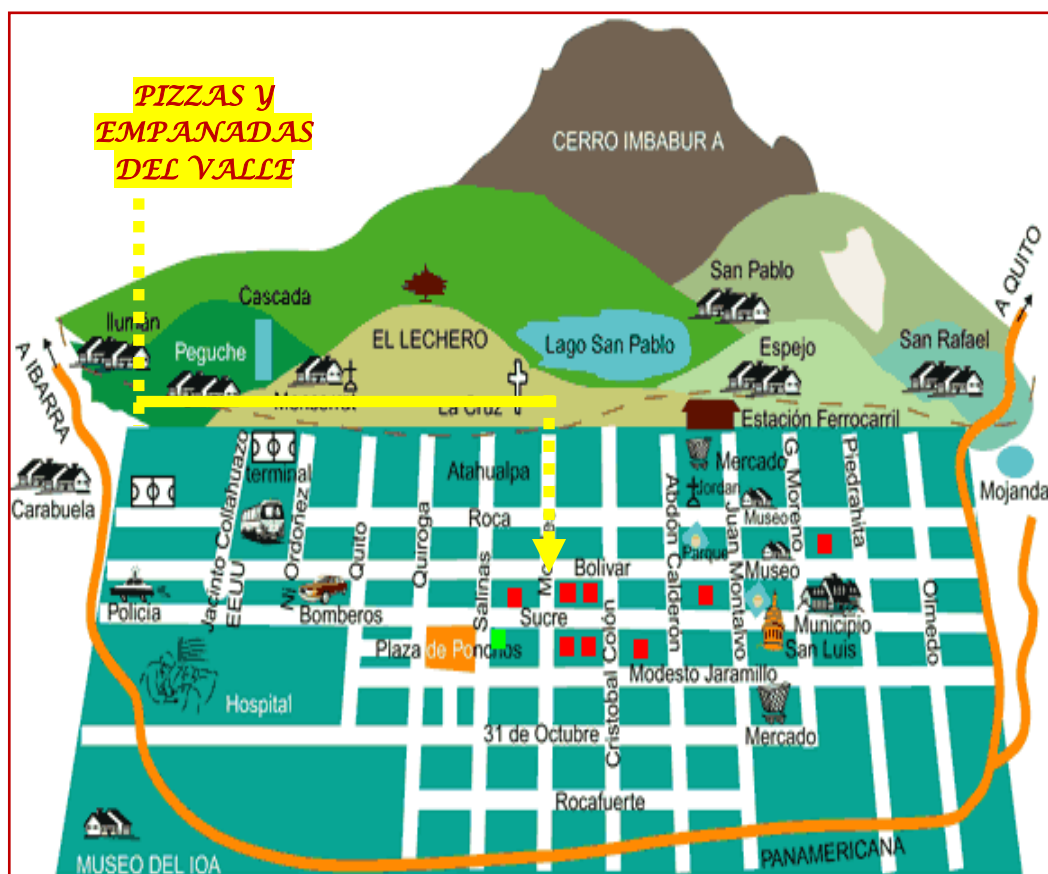 PIZZAS Y
EMPANADAS
DEL VALLE
CERRO IMBABUR A
A QUITO
San Pablo
Cascada
Ilumán
EL LECHERO
Lago San Pablo
Espejo
San Rafael
Peguche
A IBARRA
Monserrat
La Cruz
Estación Ferrocarril
Carabuela
terminal
Atahualpa
Mercado
Jordan
Mojanda
Roca
Museo
Jacinto Collahuazo
EEUU
Ordoñez
Quito
Quiroga
Salinas
Cristobal Colón
Abdón Calderon
Juan Montalvo
G. Moreno
Piedrahita
Olmedo
Parque
Bolivar
Museo
Policia
Bomberos
Sucre
Municipio
Plaza de Ponchos
San Luis
Modesto Jaramillo
Hospital
31 de Octubre
Mercado
Rocafuerte
PANAMERICANA
MUSEO DEL IOA